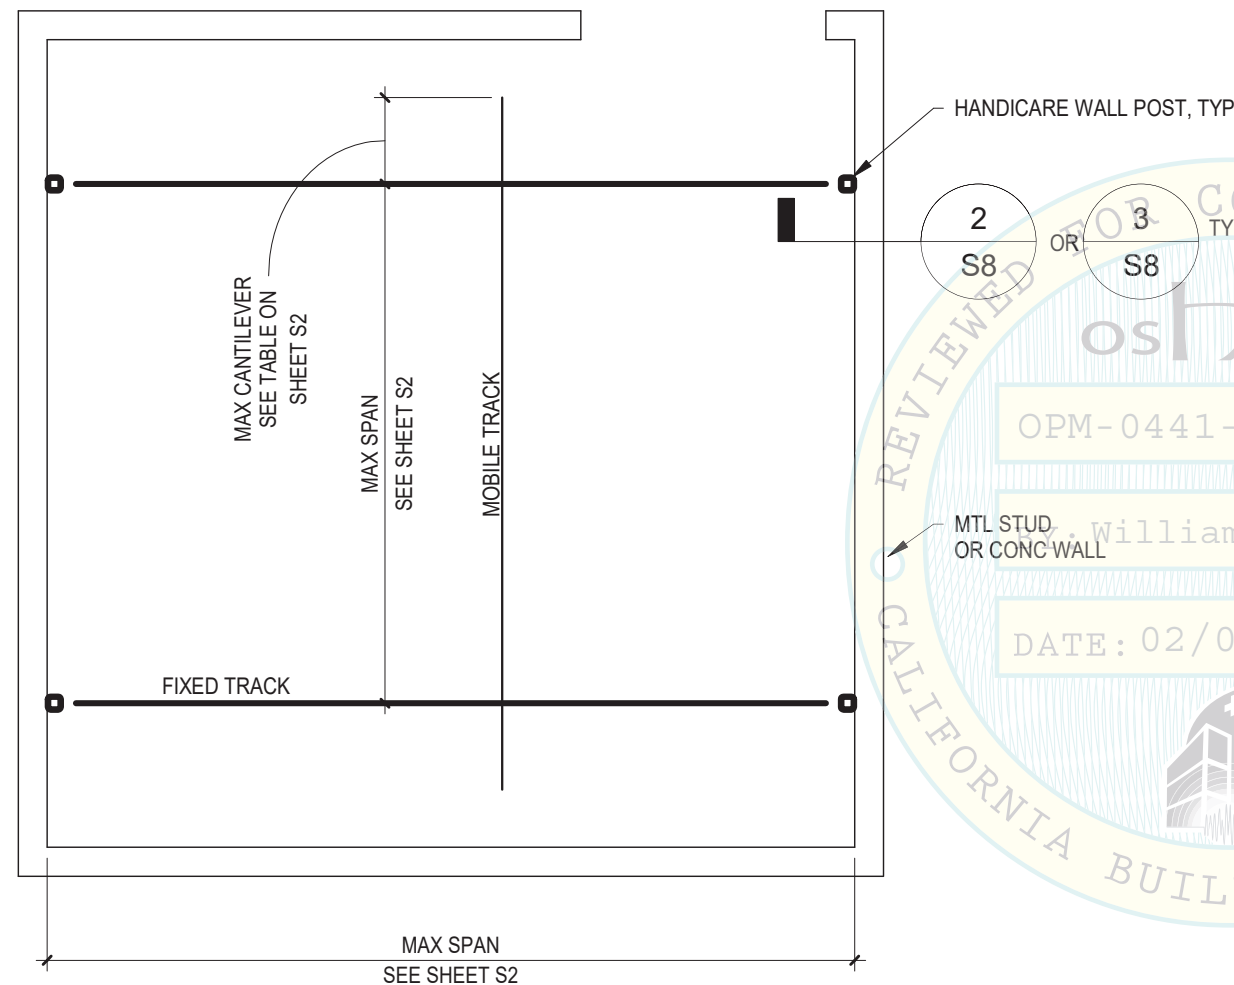 HANDICARE WALL POST, TYP
2
S8
OR
3
S8
TY
MAX CANTILEVER
SEE TABLE ON
SHEET S2
MAX SPAN
SEE SHEET S2
MOBILE TRACK
MTL STUD
OR CONC WALL
FIXED TRACK
MAX SPAN
SEE SHEET S2
REVIEWED FOR CO
osh
OPM-0441-
BY: William
DATE: 02/0
CALIFORNIA BUIL